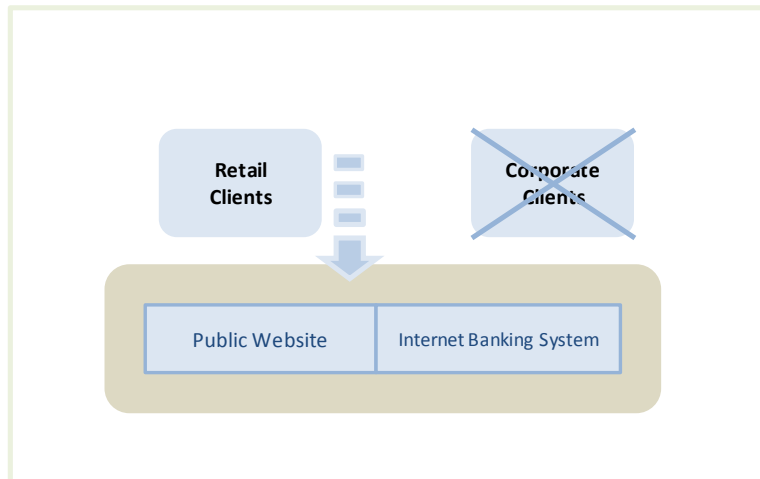 Retail
Clients
Corporate
Clients
Public Website
Internet Banking System